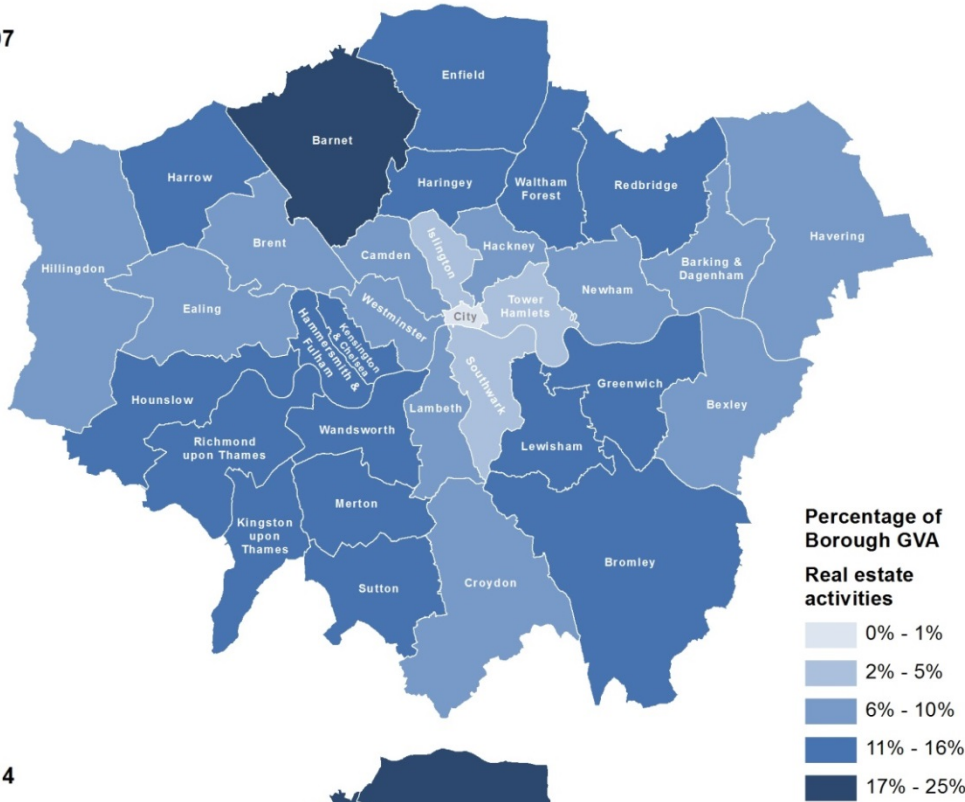 97
Enfield
Barnet
Harrow
Haringey
Waltham
Forest
Redbridge
Havering
Hillingdon
Brent
Camden
Islington
Hackney
Barking &
Dagenham
Ealing
Westminster
City
Tower
Hamlets
Newham
Kensington
& Chelsea
Hammersmith &
Fulham
Hounslow
Richmond
upon Thames
Wandsworth
Lambeth
Southwark
Greenwich
Lewisham
Bexley
Merton
Kingston
upon
Thames
Sutton
Croydon
Bromley
Percentage of
Borough GVA
Real estate
activities
0% - 1%
2% - 5%
6% - 10%
11% - 16%
17% - 25%
4